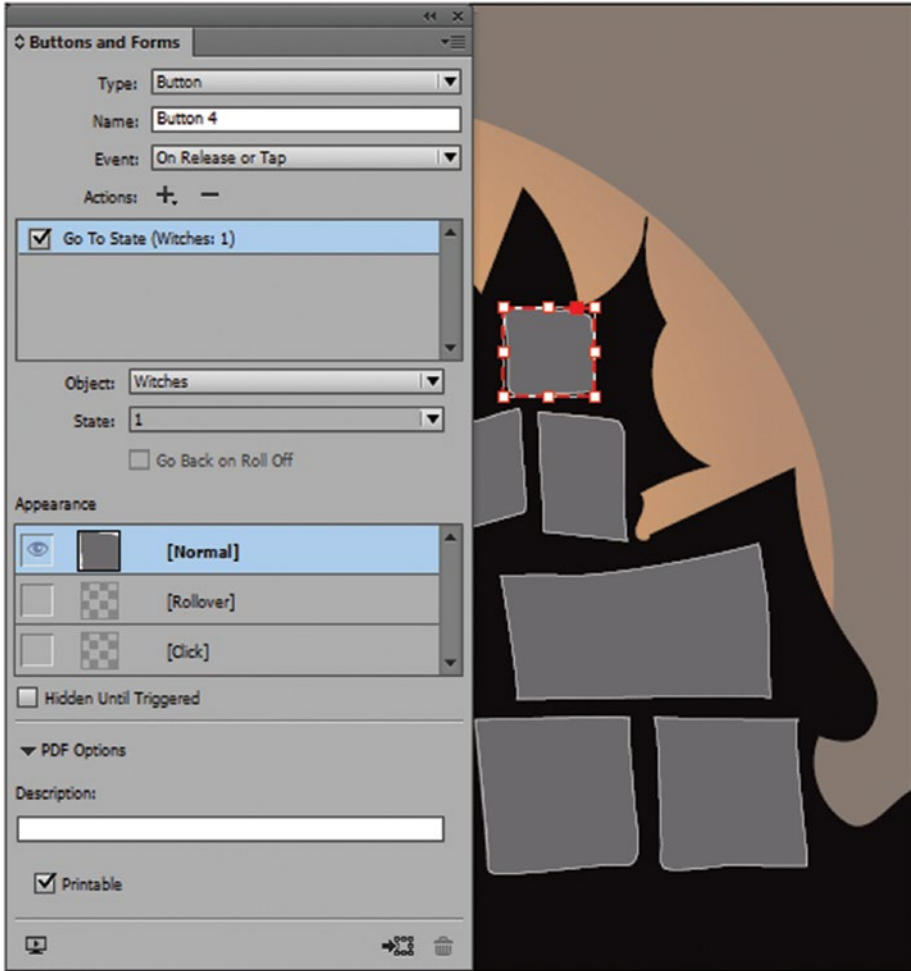 Buttons and Forms
Type: Button
Name: Button 4
Event: On Release or Tap
Actions:
Go To State (Witches: 1)
Object: Witches
State: 1
Go Back on Roll Off
Appearance
[Normal]
[Rollover]
[Click]
Hidden Until Triggered
PDF Options
Description:
Printable